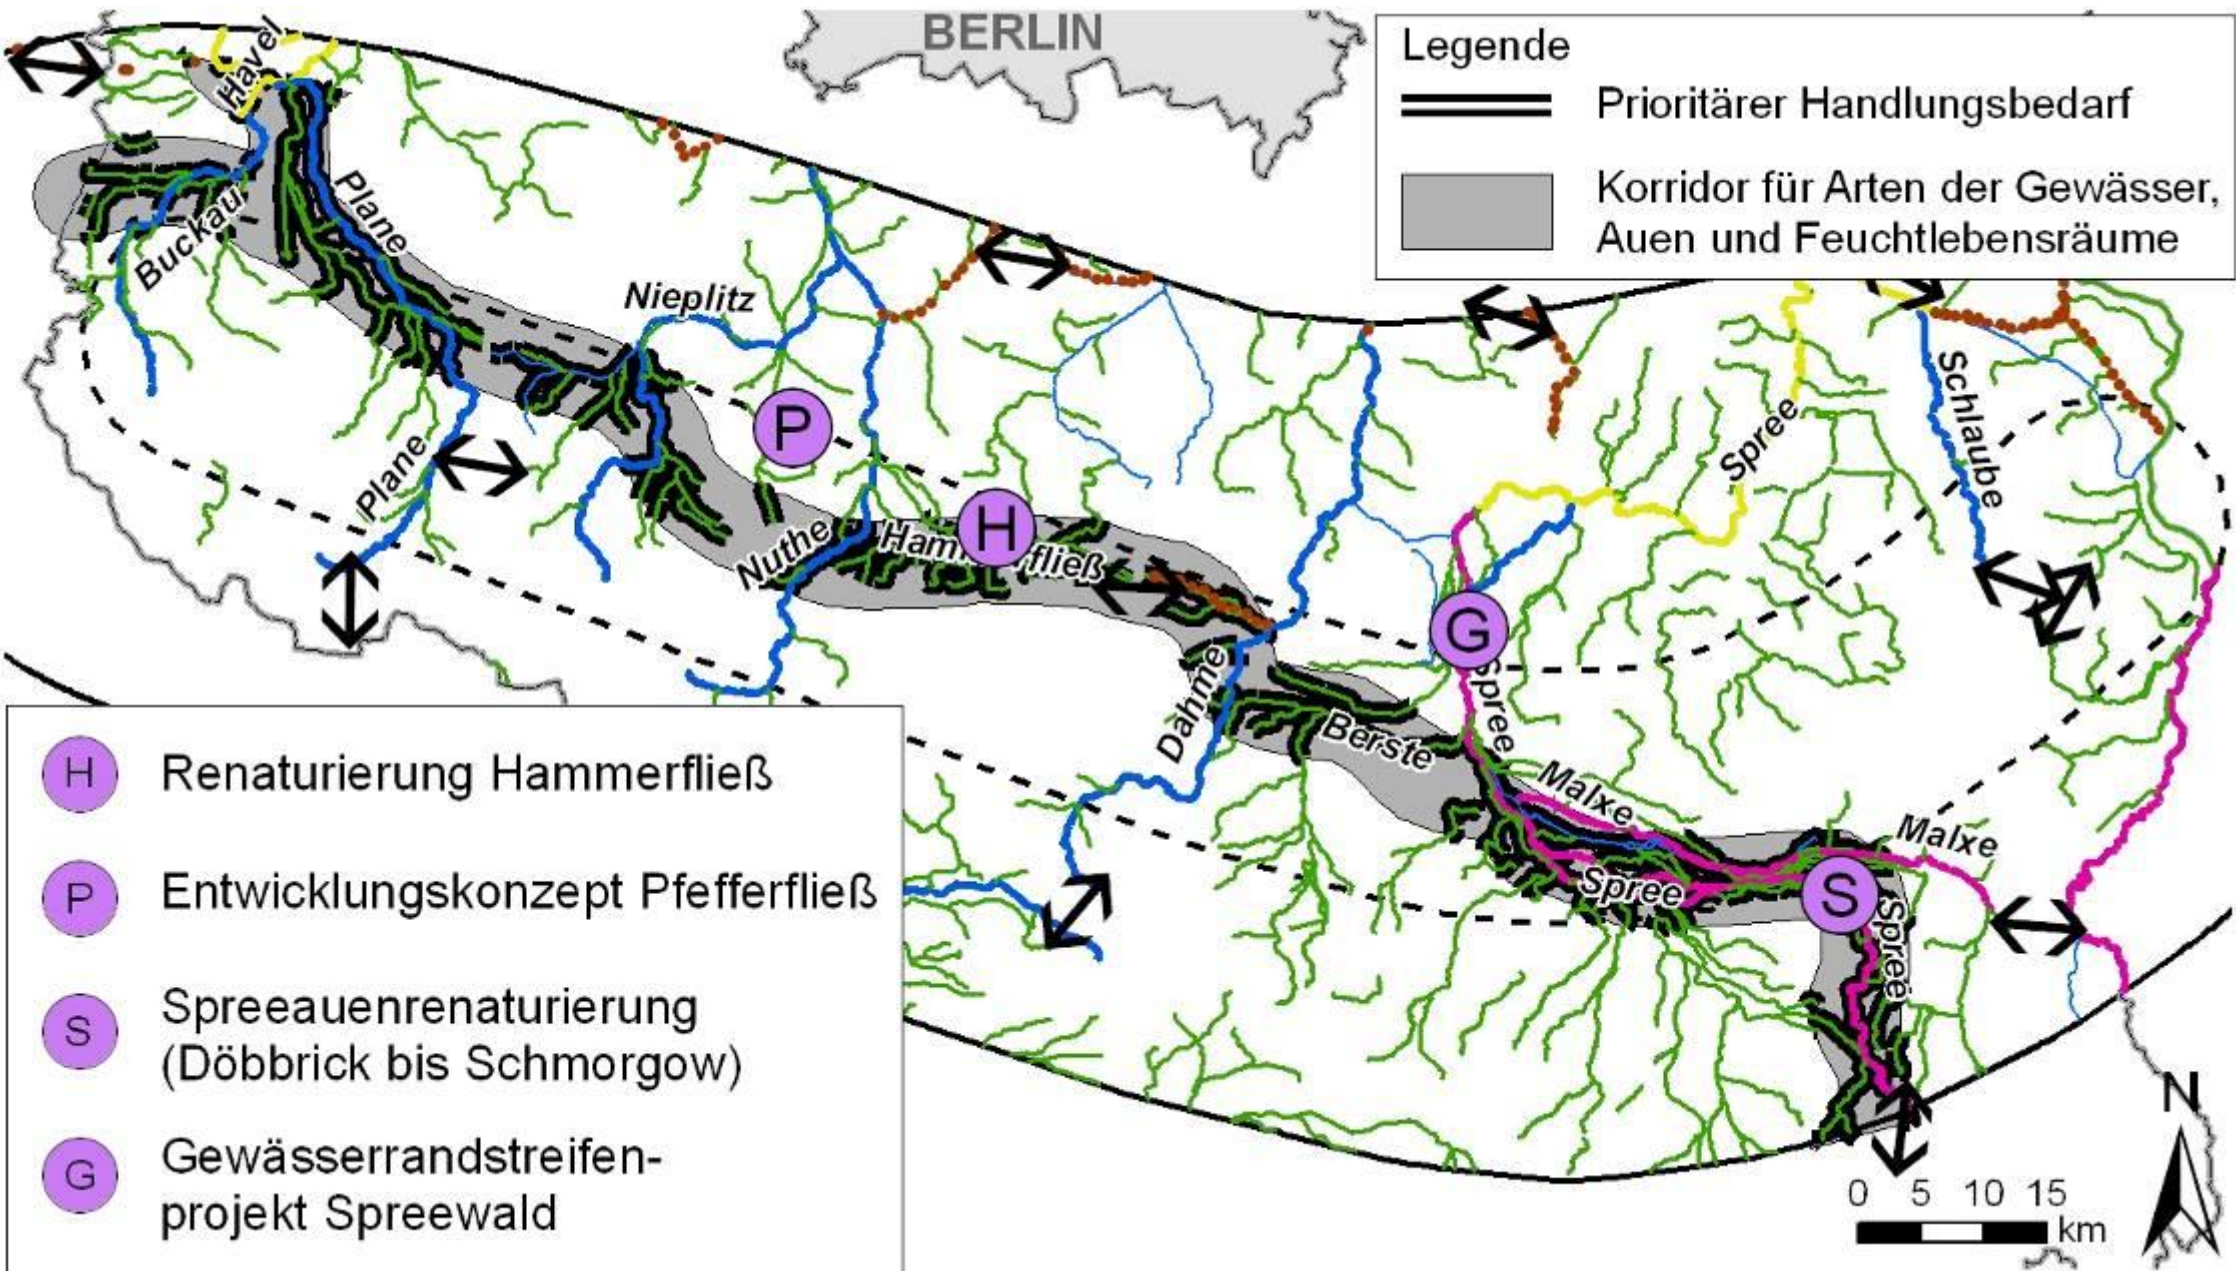 BERLIN
Legende
Prioritärer Handlungsbedarf
Korridor für Arten der Gewässer,
Auen und Feuchtlebensräume
Havel
Plane
Buckau
Nieplitz
Plane
Nuthe
Hammerfließ
Dahme
Berste
Spree
Spree
Schlaube
Malxe
Malxe
Spree
Spree
P
H
G
S
H Renaturierung Hammerfließ
P Entwicklungskonzept Pfefferfließ
S Spreeauenrenaturierung
(Döbbrick bis Schmorgow)
G Gewässerrandstreifen-
projekt Spreewald
N
0 5 10 15
km